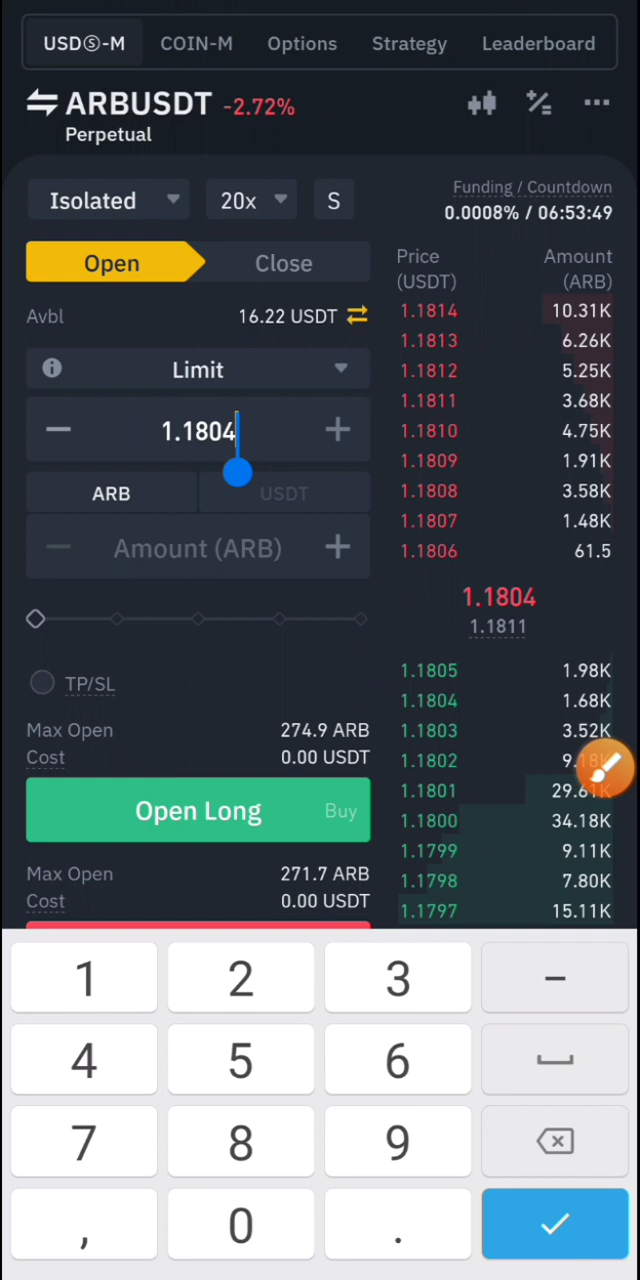 USDⓈ-M COIN-M Options Strategy Leaderboard
ARBUSDT -2.72%
Perpetual
Isolated 20x S
Funding / Countdown
0.0008% / 06:53:49
Open Close
Avbl 16.22 USDT
Limit
1.1804
ARB USDT
Amount (ARB)
TP/SL
Max Open 274.9 ARB
Cost 0.00 USDT
Open Long Buy
Max Open 271.7 ARB
Cost 0.00 USDT
Price Amount
(USDT) (ARB)
1.1814 10.31K
1.1813 6.26K
1.1812 5.25K
1.1811 3.68K
1.1810 4.75K
1.1809 1.91K
1.1808 3.58K
1.1807 1.48K
1.1806 61.5
1.1804
1.1811
1.1805 1.98K
1.1804 1.68K
1.1803 3.52K
1.1802
1.1801 29.61K
1.1800 34.18K
1.1799 9.11K
1.1798 7.80K
1.1797 15.11K
1 2 3 –
4 5 6
7 8 9
, 0 .